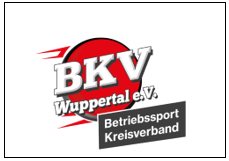 BKV
Wuppertal e.V.
Betriebssport
Kreisverband